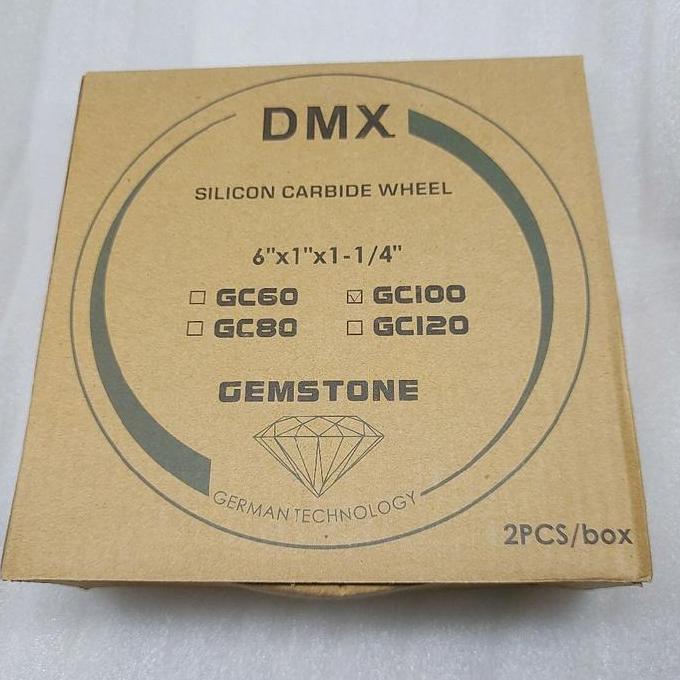 DMX
SILICON CARBIDE WHEEL
6"x1"x1-1/4"
☐ GC60 ☑ GC100
☐ GC80 ☐ GC120
GEMSTONE
GERMAN TECHNOLOGY
2PCS/box